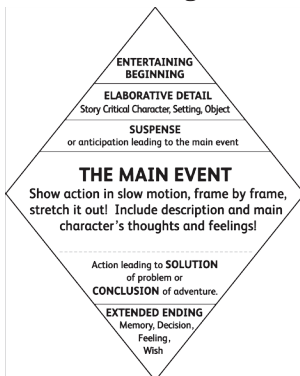 ENTERTAINING
BEGINNING
ELABORATIVE DETAIL
Story Critical Character, Setting, Object
SUSPENSE
or anticipation leading to the main event
THE MAIN EVENT
Show action in slow motion, frame by frame,
stretch it out! Include description and main
character's thoughts and feelings!
Action leading to SOLUTION
of problem or
CONCLUSION of adventure.
EXTENDED ENDING
Memory, Decision,
Feeling,
Wish